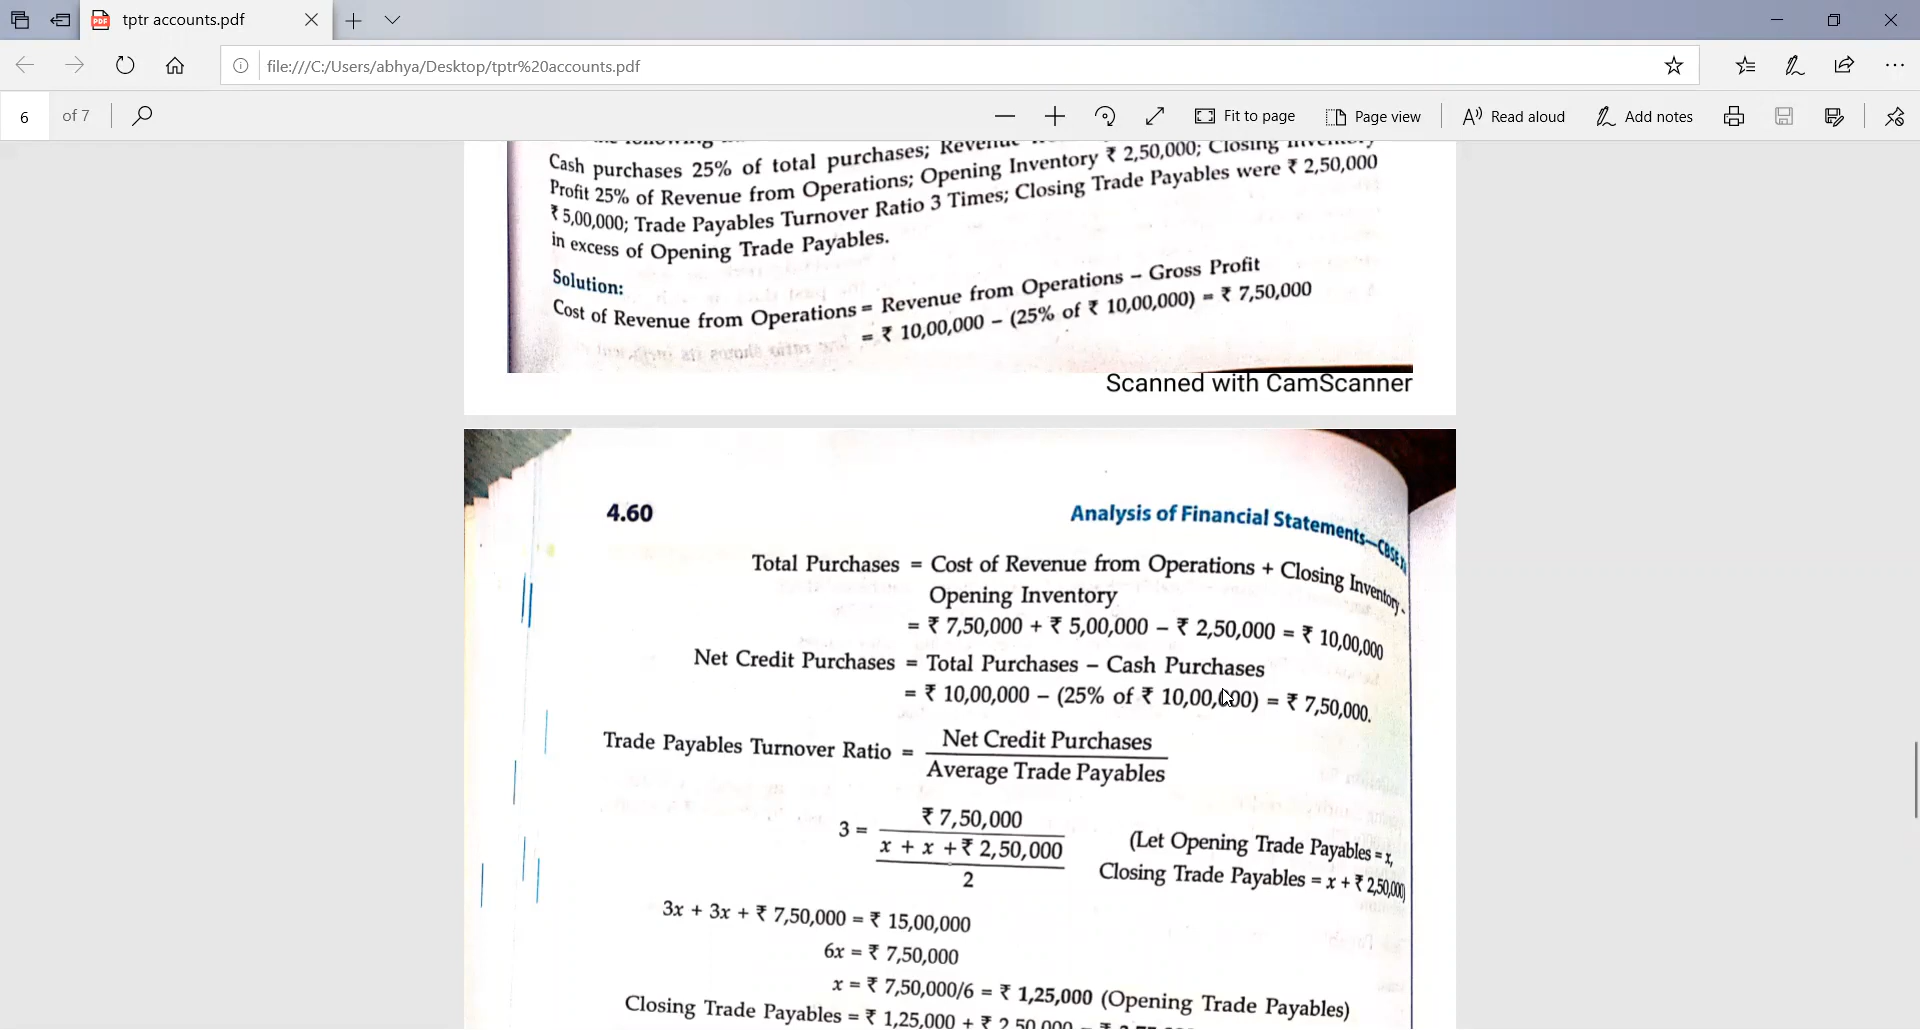 tptr accounts.pdf
file:///C:/Users/abhya/Desktop/tptr%20accounts.pdf
6 of 7
Fit to page
Page view
Read aloud
Add notes
Cash purchases 25% of total purchases; Revenue
Profit 25% of Revenue from Operations; Opening Inventory ₹ 2,50,000; Closing
₹ 5,00,000; Trade Payables Turnover Ratio 3 Times; Closing Trade Payables were ₹ 2,50,000
in excess of Opening Trade Payables.
Solution:
Cost of Revenue from Operations = Revenue from Operations – Gross Profit
= ₹ 10,00,000 – (25% of ₹ 10,00,000) = ₹ 7,50,000
Scanned with CamScanner
4.60
Analysis of Financial Statements—CBSE
Total Purchases = Cost of Revenue from Operations + Closing Inventory -
Opening Inventory
= ₹ 7,50,000 + ₹ 5,00,000 – ₹ 2,50,000 = ₹ 10,00,000
Net Credit Purchases = Total Purchases – Cash Purchases
= ₹ 10,00,000 – (25% of ₹ 10,00,000) = ₹ 7,50,000.
Trade Payables Turnover Ratio = Net Credit Purchases
Average Trade Payables
3 = ₹ 7,50,000
x + x + ₹ 2,50,000
2
(Let Opening Trade Payables = x,
Closing Trade Payables = x + ₹ 2,50,000)
3x + 3x + ₹ 7,50,000 = ₹ 15,00,000
6x = ₹ 7,50,000
x = ₹ 7,50,000/6 = ₹ 1,25,000 (Opening Trade Payables)
Closing Trade Payables = ₹ 1,25,000 + ₹ 2,50,000